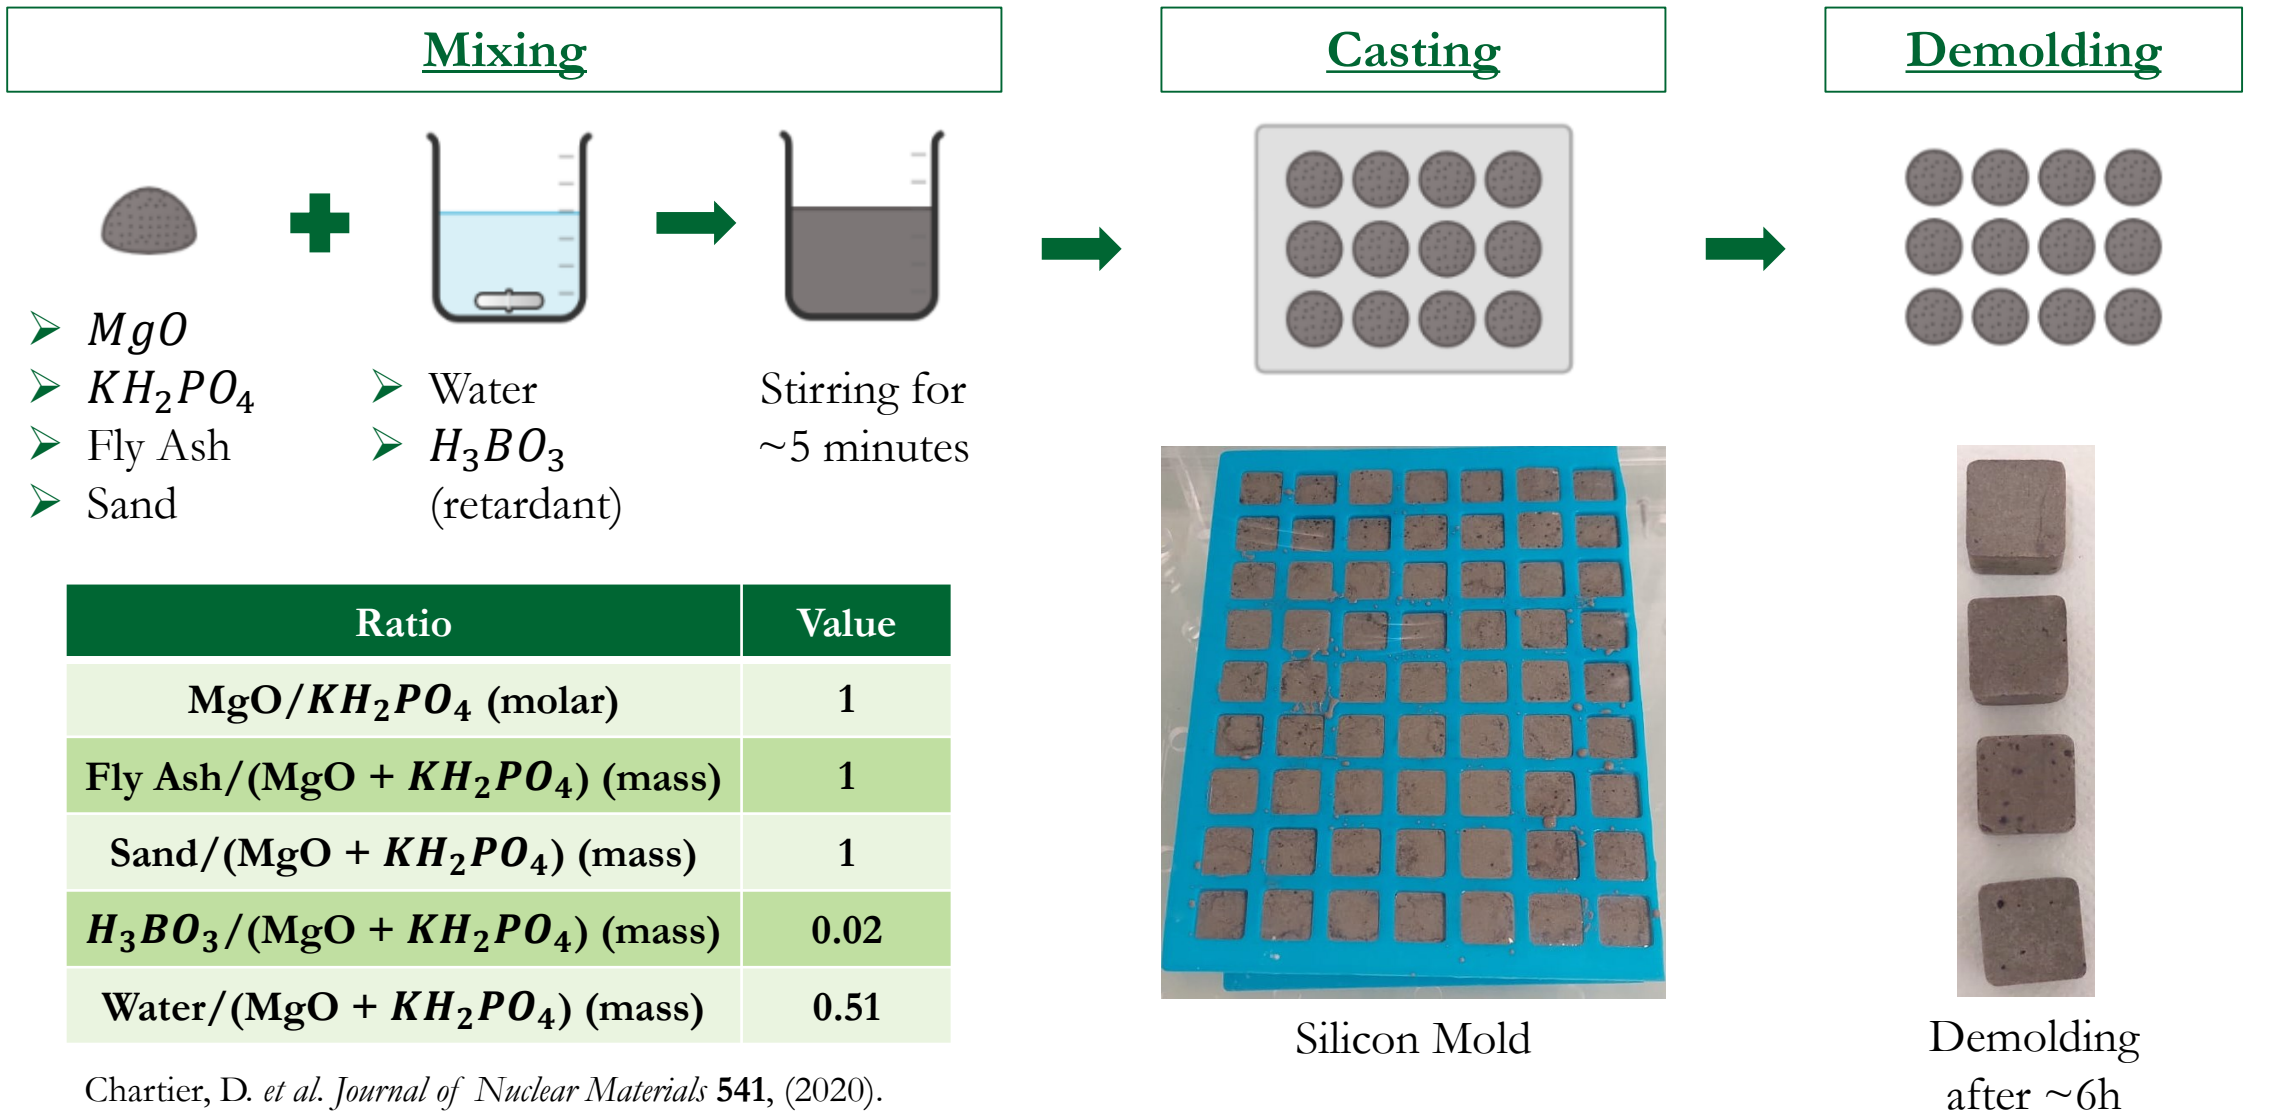 Mixing
Casting
Demolding
➢ MgO
➢ KH₂PO₄
➢ Fly Ash
➢ Sand
➢ Water
➢ H₃BO₃
(retardant)
Stirring for
~5 minutes
Ratio Value
MgO/KH₂PO₄ (molar) 1
Fly Ash/(MgO + KH₂PO₄) (mass) 1
Sand/(MgO + KH₂PO₄) (mass) 1
H₃BO₃/(MgO + KH₂PO₄) (mass) 0.02
Water/(MgO + KH₂PO₄) (mass) 0.51
Chartier, D. et al. Journal of Nuclear Materials 541, (2020).
Silicon Mold
Demolding
after ~6h